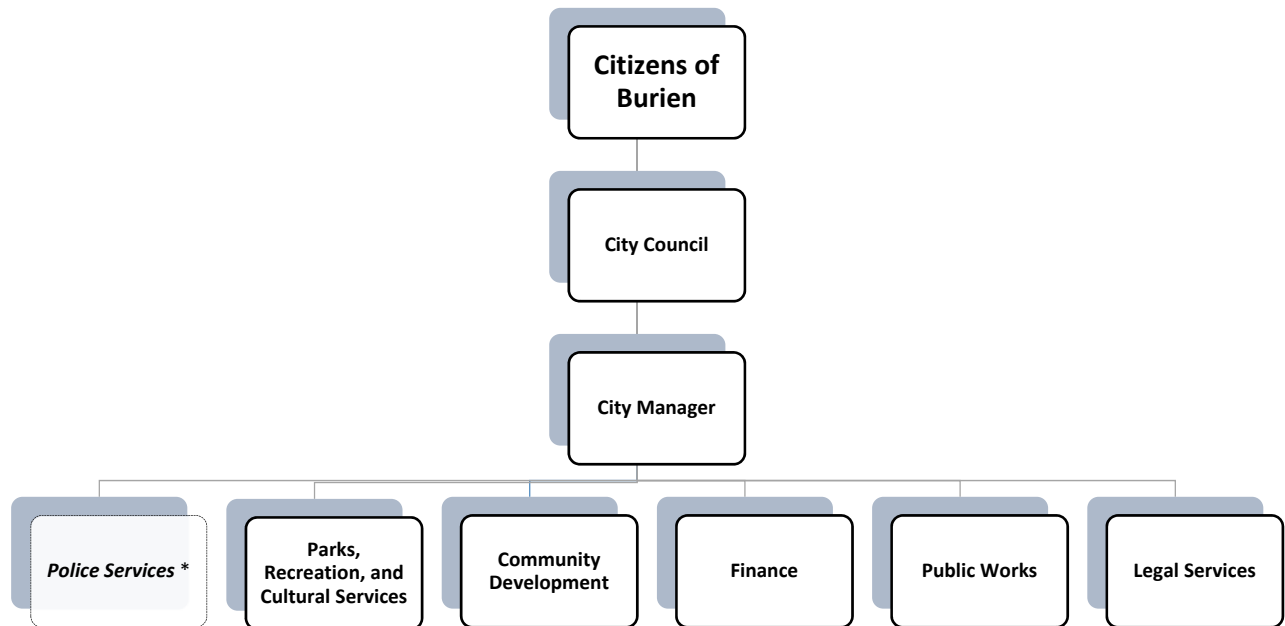 Citizens of
Burien
City Council
City Manager
Police Services *
Parks,
Recreation, and
Cultural Services
Community
Development
Finance
Public Works
Legal Services